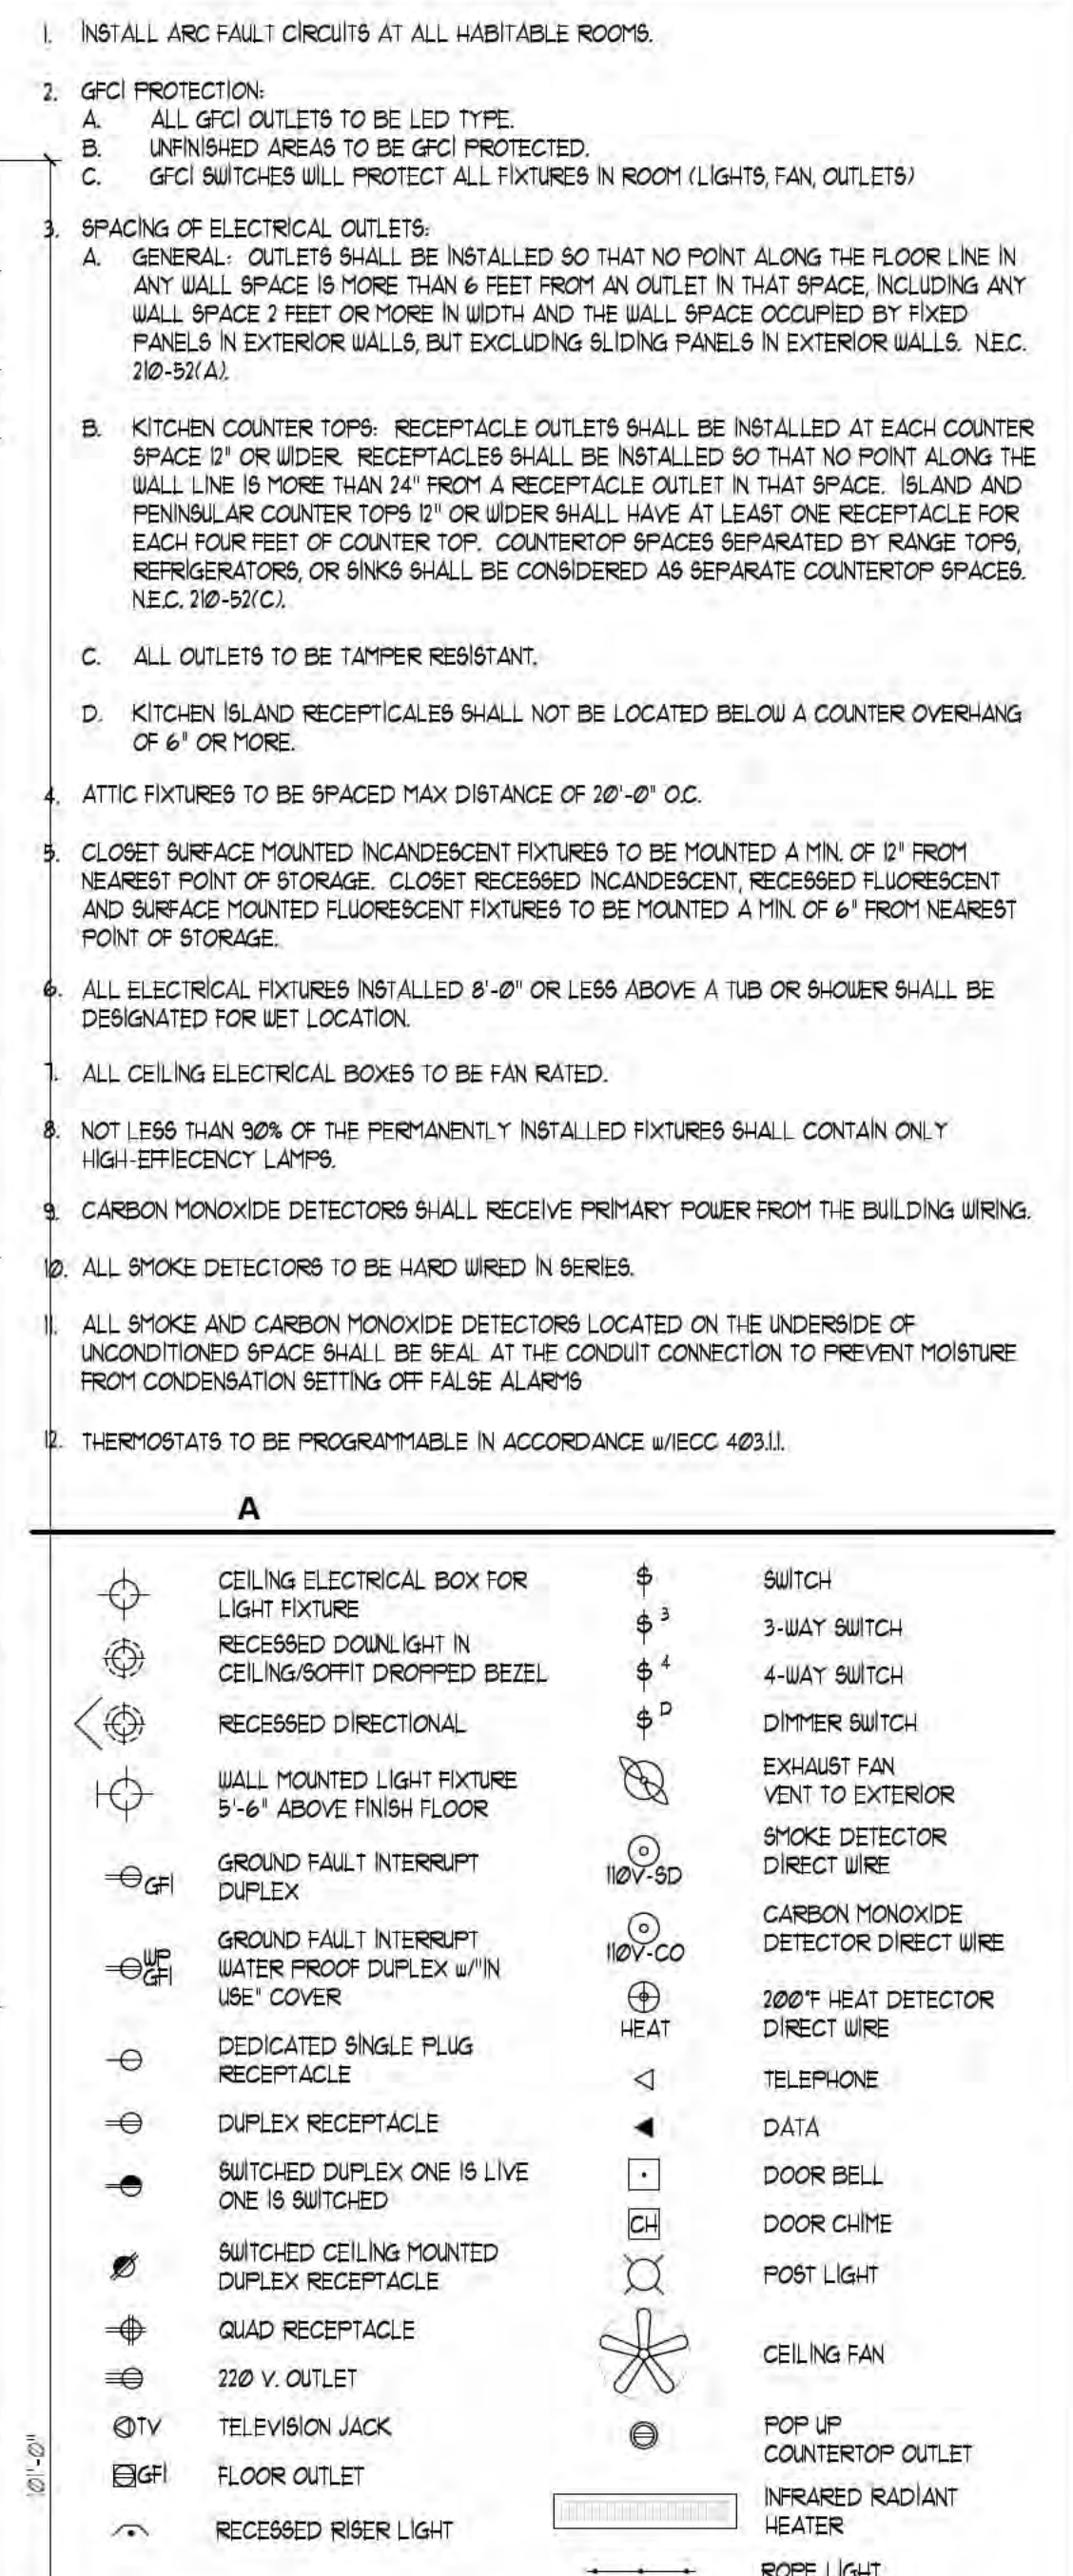 1. INSTALL ARC FAULT CIRCUITS AT ALL HABITABLE ROOMS.
2. GFCI PROTECTION:
A. ALL GFCI OUTLETS TO BE LED TYPE.
B. UNFINISHED AREAS TO BE GFCI PROTECTED.
C. GFCI SWITCHES WILL PROTECT ALL FIXTURES IN ROOM (LIGHTS, FAN, OUTLETS)
3. SPACING OF ELECTRICAL OUTLETS:
A. GENERAL: OUTLETS SHALL BE INSTALLED SO THAT NO POINT ALONG THE FLOOR LINE IN
ANY WALL SPACE IS MORE THAN 6 FEET FROM AN OUTLET IN THAT SPACE, INCLUDING ANY
WALL SPACE 2 FEET OR MORE IN WIDTH AND THE WALL SPACE OCCUPIED BY FIXED
PANELS IN EXTERIOR WALLS, BUT EXCLUDING SLIDING PANELS IN EXTERIOR WALLS. N.E.C.
210-52(A).
B. KITCHEN COUNTER TOPS: RECEPTACLE OUTLETS SHALL BE INSTALLED AT EACH COUNTER
SPACE 12" OR WIDER. RECEPTACLES SHALL BE INSTALLED SO THAT NO POINT ALONG THE
WALL LINE IS MORE THAN 24" FROM A RECEPTACLE OUTLET IN THAT SPACE. ISLAND AND
PENINSULAR COUNTER TOPS 12" OR WIDER SHALL HAVE AT LEAST ONE RECEPTACLE FOR
EACH FOUR FEET OF COUNTER TOP. COUNTERTOP SPACES SEPARATED BY RANGE TOPS,
REFRIGERATORS, OR SINKS SHALL BE CONSIDERED AS SEPARATE COUNTERTOP SPACES.
N.E.C. 210-52(C).
C. ALL OUTLETS TO BE TAMPER RESISTANT.
D. KITCHEN ISLAND RECEPTICALES SHALL NOT BE LOCATED BELOW A COUNTER OVERHANG
OF 6" OR MORE.
4. ATTIC FIXTURES TO BE SPACED MAX DISTANCE OF 20'-0" O.C.
5. CLOSET SURFACE MOUNTED INCANDESCENT FIXTURES TO BE MOUNTED A MIN. OF 12" FROM
NEAREST POINT OF STORAGE. CLOSET RECESSED INCANDESCENT, RECESSED FLUORESCENT
AND SURFACE MOUNTED FLUORESCENT FIXTURES TO BE MOUNTED A MIN. OF 6" FROM NEAREST
POINT OF STORAGE.
6. ALL ELECTRICAL FIXTURES INSTALLED 8'-0" OR LESS ABOVE A TUB OR SHOWER SHALL BE
DESIGNATED FOR WET LOCATION.
7. ALL CEILING ELECTRICAL BOXES TO BE FAN RATED.
8. NOT LESS THAN 90% OF THE PERMANENTLY INSTALLED FIXTURES SHALL CONTAIN ONLY
HIGH-EFFIECENCY LAMPS.
9. CARBON MONOXIDE DETECTORS SHALL RECEIVE PRIMARY POWER FROM THE BUILDING WIRING.
10. ALL SMOKE DETECTORS TO BE HARD WIRED IN SERIES.
11. ALL SMOKE AND CARBON MONOXIDE DETECTORS LOCATED ON THE UNDERSIDE OF
UNCONDITIONED SPACE SHALL BE SEAL AT THE CONDUIT CONNECTION TO PREVENT MOISTURE
FROM CONDENSATION SETTING OFF FALSE ALARMS
12. THERMOSTATS TO BE PROGRAMMABLE IN ACCORDANCE w/IECC 403.1.1.
A
CEILING ELECTRICAL BOX FOR
LIGHT FIXTURE
RECESSED DOWNLIGHT IN
CEILING/SOFFIT DROPPED BEZEL
RECESSED DIRECTIONAL
WALL MOUNTED LIGHT FIXTURE
5'-6" ABOVE FINISH FLOOR
GFI GROUND FAULT INTERRUPT
DUPLEX
WP GFI GROUND FAULT INTERRUPT
WATER PROOF DUPLEX w/"IN
USE" COVER
DEDICATED SINGLE PLUG
RECEPTACLE
DUPLEX RECEPTACLE
SWITCHED DUPLEX ONE IS LIVE
ONE IS SWITCHED
SWITCHED CEILING MOUNTED
DUPLEX RECEPTACLE
QUAD RECEPTACLE
220 V. OUTLET
TV TELEVISION JACK
GFI FLOOR OUTLET
RECESSED RISER LIGHT
$ SWITCH
$ 3 3-WAY SWITCH
$ 4 4-WAY SWITCH
$ D DIMMER SWITCH
EXHAUST FAN
VENT TO EXTERIOR
SMOKE DETECTOR
110V-SD DIRECT WIRE
CARBON MONOXIDE
110V-CO DETECTOR DIRECT WIRE
200°F HEAT DETECTOR
HEAT DIRECT WIRE
TELEPHONE
DATA
DOOR BELL
CH DOOR CHIME
POST LIGHT
CEILING FAN
POP UP
COUNTERTOP OUTLET
INFRARED RADIANT
HEATER
ROPE LIGHT
101'-0"